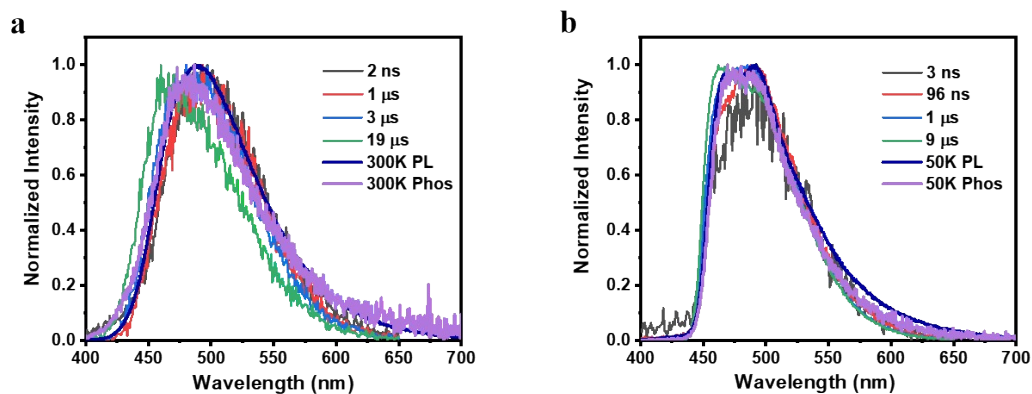 a
Normalized Intensity
1.0
0.8
0.6
0.4
0.2
0.0
2 ns
1 μs
3 μs
19 μs
300K PL
300K Phos
400 450 500 550 600 650 700
Wavelength (nm)
b
Normalized Intensity
1.0
0.8
0.6
0.4
0.2
0.0
3 ns
96 ns
1 μs
9 μs
50K PL
50K Phos
400 450 500 550 600 650 700
Wavelength (nm)